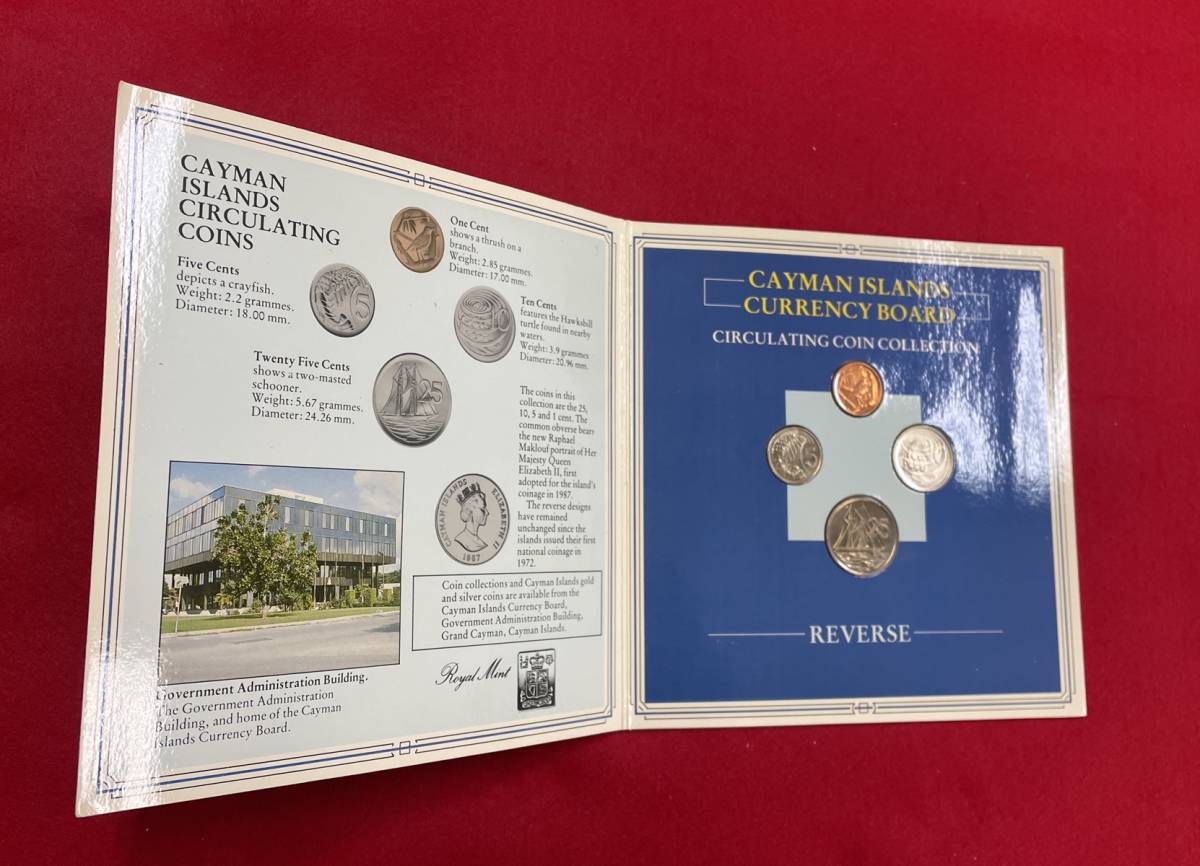 CAYMAN
ISLANDS
CIRCULATING
COINS
One Cent
shows a thrush on a
branch.
Weight: 2.85 grammes.
Diameter: 17.00 mm.
Five Cents
depicts a crayfish.
Weight: 2.2 grammes.
Diameter: 18.00 mm.
5
Ten Cents
features the Hawksbill
turtle found in nearby
waters.
Weight: 3.9 grammes
Diameter: 20.96 mm.
10
Twenty Five Cents
shows a two-masted
schooner.
Weight: 5.67 grammes.
Diameter: 24.26 mm.
25
The coins in this
collection are the 25,
10, 5 and 1 cent. The
common obverse bears
the new Raphael
Maklouf portrait of Her
Majesty Queen
Elizabeth II, first
adopted for the island's
coinage in 1987.
The reverse designs
have remained
unchanged since the
islands issued their first
national coinage in
1972.
CAYMAN ISLANDS
ELIZABETH II
1987
Coin collections and Cayman Islands gold
and silver coins are available from the
Cayman Islands Currency Board,
Government Administration Building,
Grand Cayman, Cayman Islands.
Royal Mint
Government Administration Building.
The Government Administration
Building, and home of the Cayman
Islands Currency Board.
CAYMAN ISLANDS
CURRENCY BOARD
CIRCULATING COIN COLLECTION
5
10
25
REVERSE